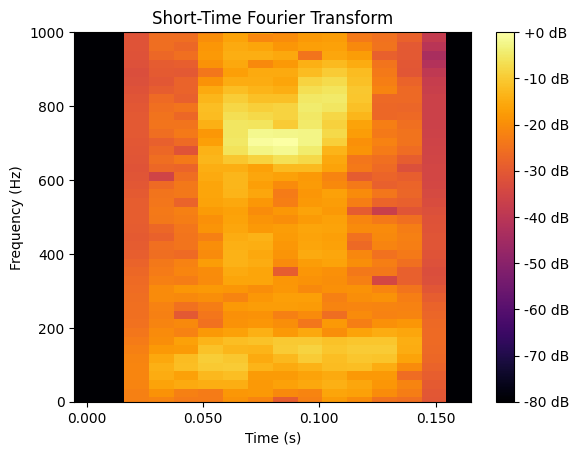 Short-Time Fourier Transform
1000
800
600
400
200
0
Frequency (Hz)
0.000
0.050
0.100
0.150
Time (s)
+0 dB
-10 dB
-20 dB
-30 dB
-40 dB
-50 dB
-60 dB
-70 dB
-80 dB